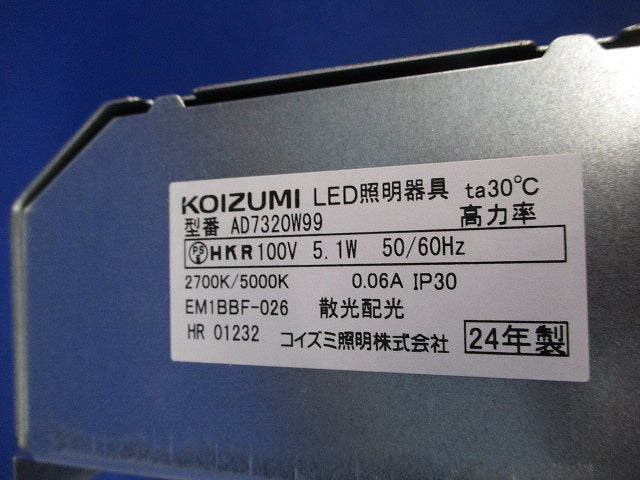 KOIZUMI LED照明器具 ta30℃
型番 AD7320W99 高力率
PS E HKR 100V 5.1W 50/60Hz
2700K/5000K 0.06A IP30
EM1BBF-026 散光配光
HR 01232 コイズミ照明株式会社 24年製